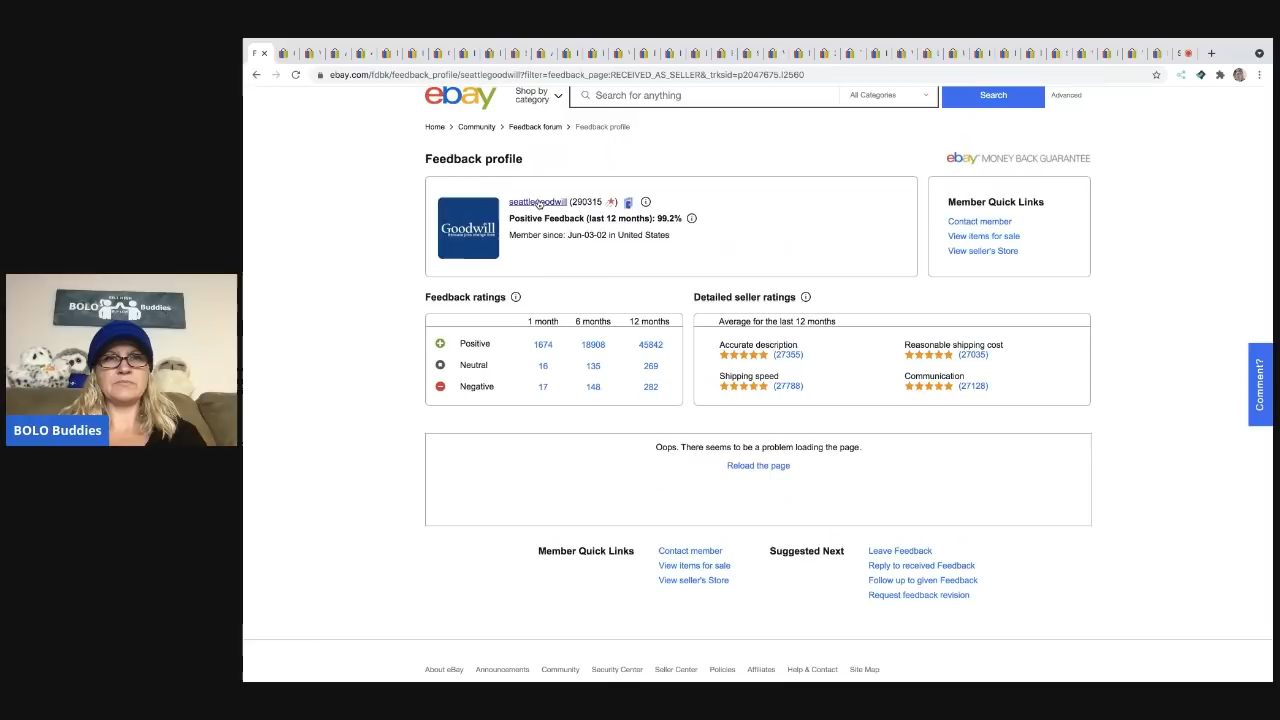 ebay.com/fdbk/feedback_profile/seattlegoodwill?filter=feedback_page:RECEIVED_AS_SELLER&_trksid=p2047675.l2560
ebay
Shop by category
Search for anything
All Categories
Search
Advanced
Home > Community > Feedback forum > Feedback profile
Feedback profile
ebay MONEY BACK GUARANTEE
Goodwill
seattlegoodwill (290315 )
Positive Feedback (last 12 months): 99.2%
Member since: Jun-03-02 in United States
Member Quick Links
Contact member
View items for sale
View seller's Store
Feedback ratings
1 month 6 months 12 months
Positive 1674 18908 45842
Neutral 16 135 269
Negative 17 148 282
Detailed seller ratings
Average for the last 12 months
Accurate description
(27355)
Reasonable shipping cost
(27035)
Shipping speed
(27788)
Communication
(27128)
Comment?
Oops. There seems to be a problem loading the page.
Reload the page
Member Quick Links
Contact member
View items for sale
View seller's Store
Suggested Next
Leave Feedback
Reply to received Feedback
Follow up to given Feedback
Request feedback revision
About eBay Announcements Community Security Center Seller Center Policies Affiliates Help & Contact Site Map
BOLO Buddies
BOLO Buddies